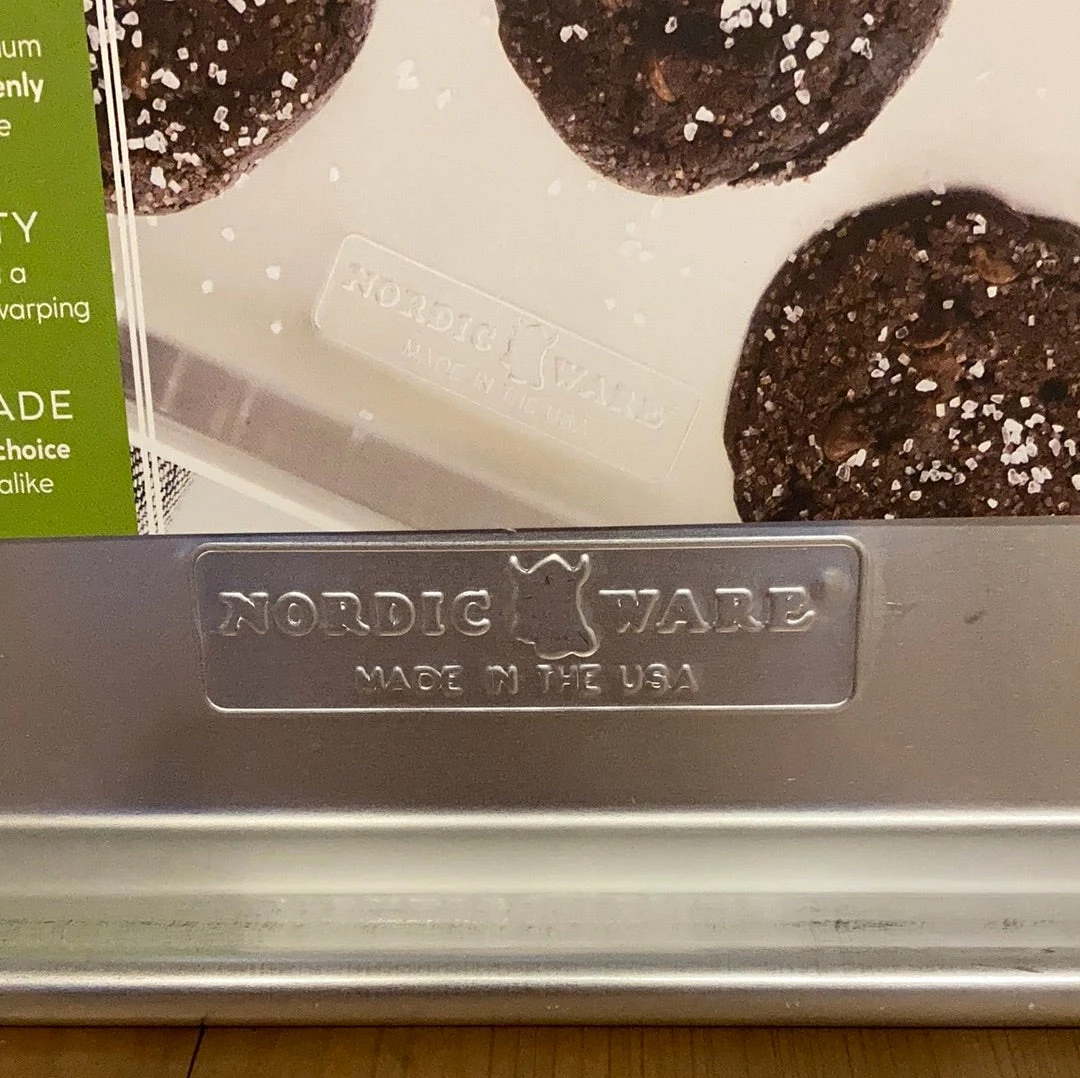 um
enly
e
TY
a
warping
ADE
choice
alike
NORDIC WARE
MADE IN THE USA
NORDIC WARE
MADE IN THE USA